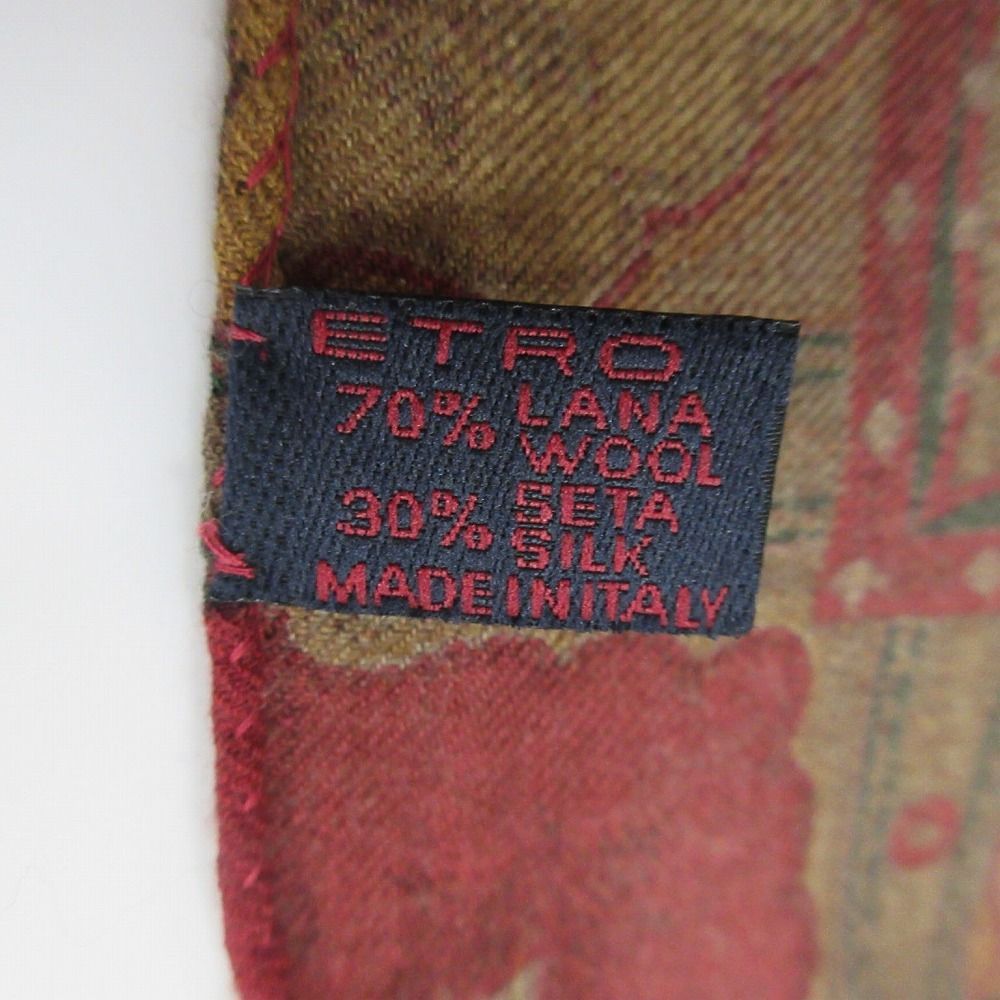 ETRO
70% LANA
WOOL
30% SETA
SILK
MADE IN ITALY